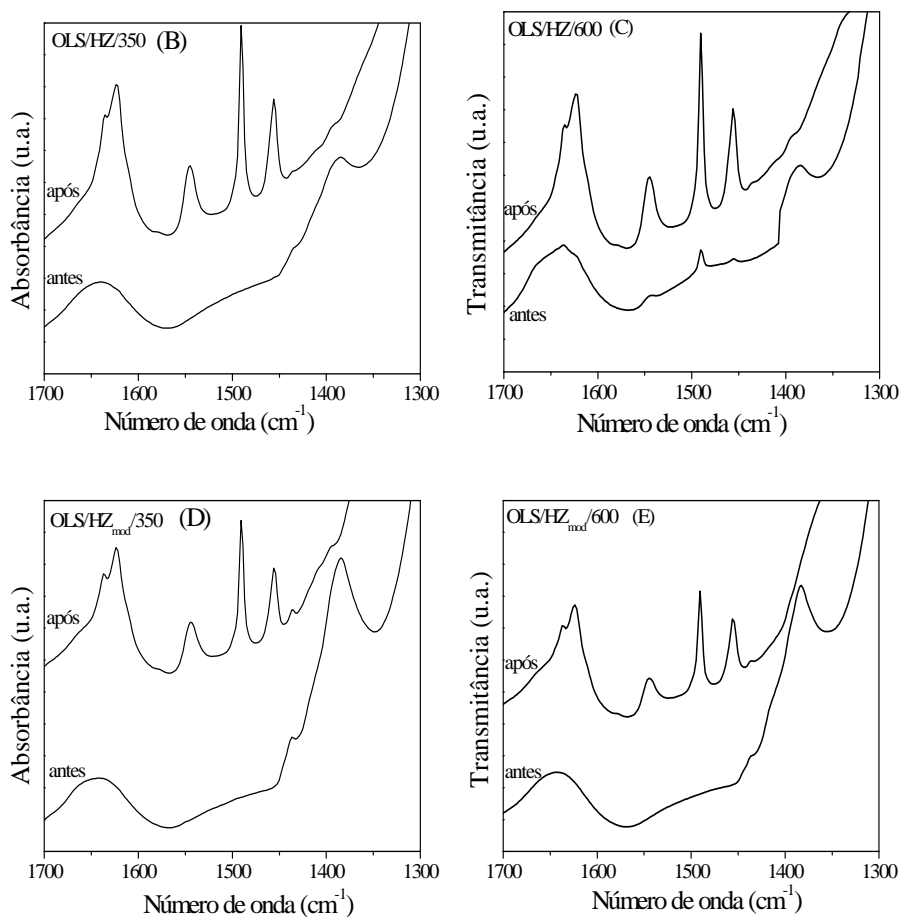 OLS/HZ/350 (B)
Absorbância (u.a.)
após
antes
1700 1600 1500 1400 1300
Número de onda (cm-1)
OLS/HZ/600 (C)
Transmitância (u.a.)
após
antes
1700 1600 1500 1400 1300
Número de onda (cm-1)
OLS/HZmod/350 (D)
Absorbância (u.a.)
após
antes
1700 1600 1500 1400 1300
Número de onda (cm-1)
OLS/HZmod/600 (E)
Transmitância (u.a.)
após
antes
1700 1600 1500 1400 1300
Número de onda (cm-1)